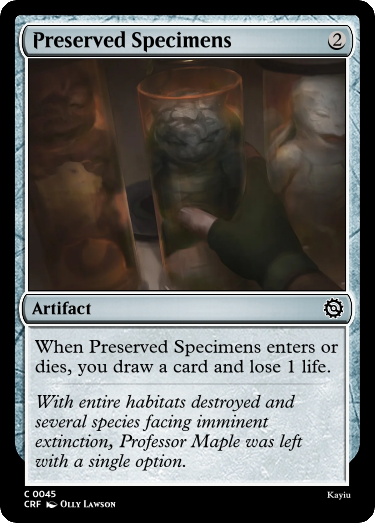 Preserved Specimens 2
Artifact
When Preserved Specimens enters or
dies, you draw a card and lose 1 life.
With entire habitats destroyed and
several species facing imminent
extinction, Professor Maple was left
with a single option.
C 0045 Kayiu
CRF Olly Lawson